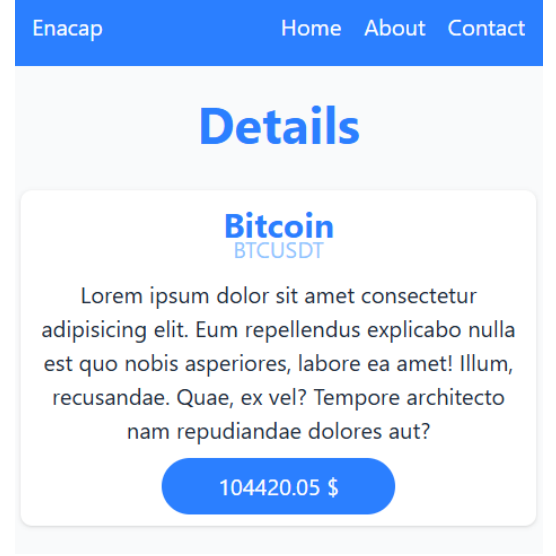 Enacap Home About Contact
Details
Bitcoin
BTCUSDT
Lorem ipsum dolor sit amet consectetur
adipisicing elit. Eum repellendus explicabo nulla
est quo nobis asperiores, labore ea amet! Illum,
recusandae. Quae, ex vel? Tempore architecto
nam repudiandae dolores aut?
104420.05 $